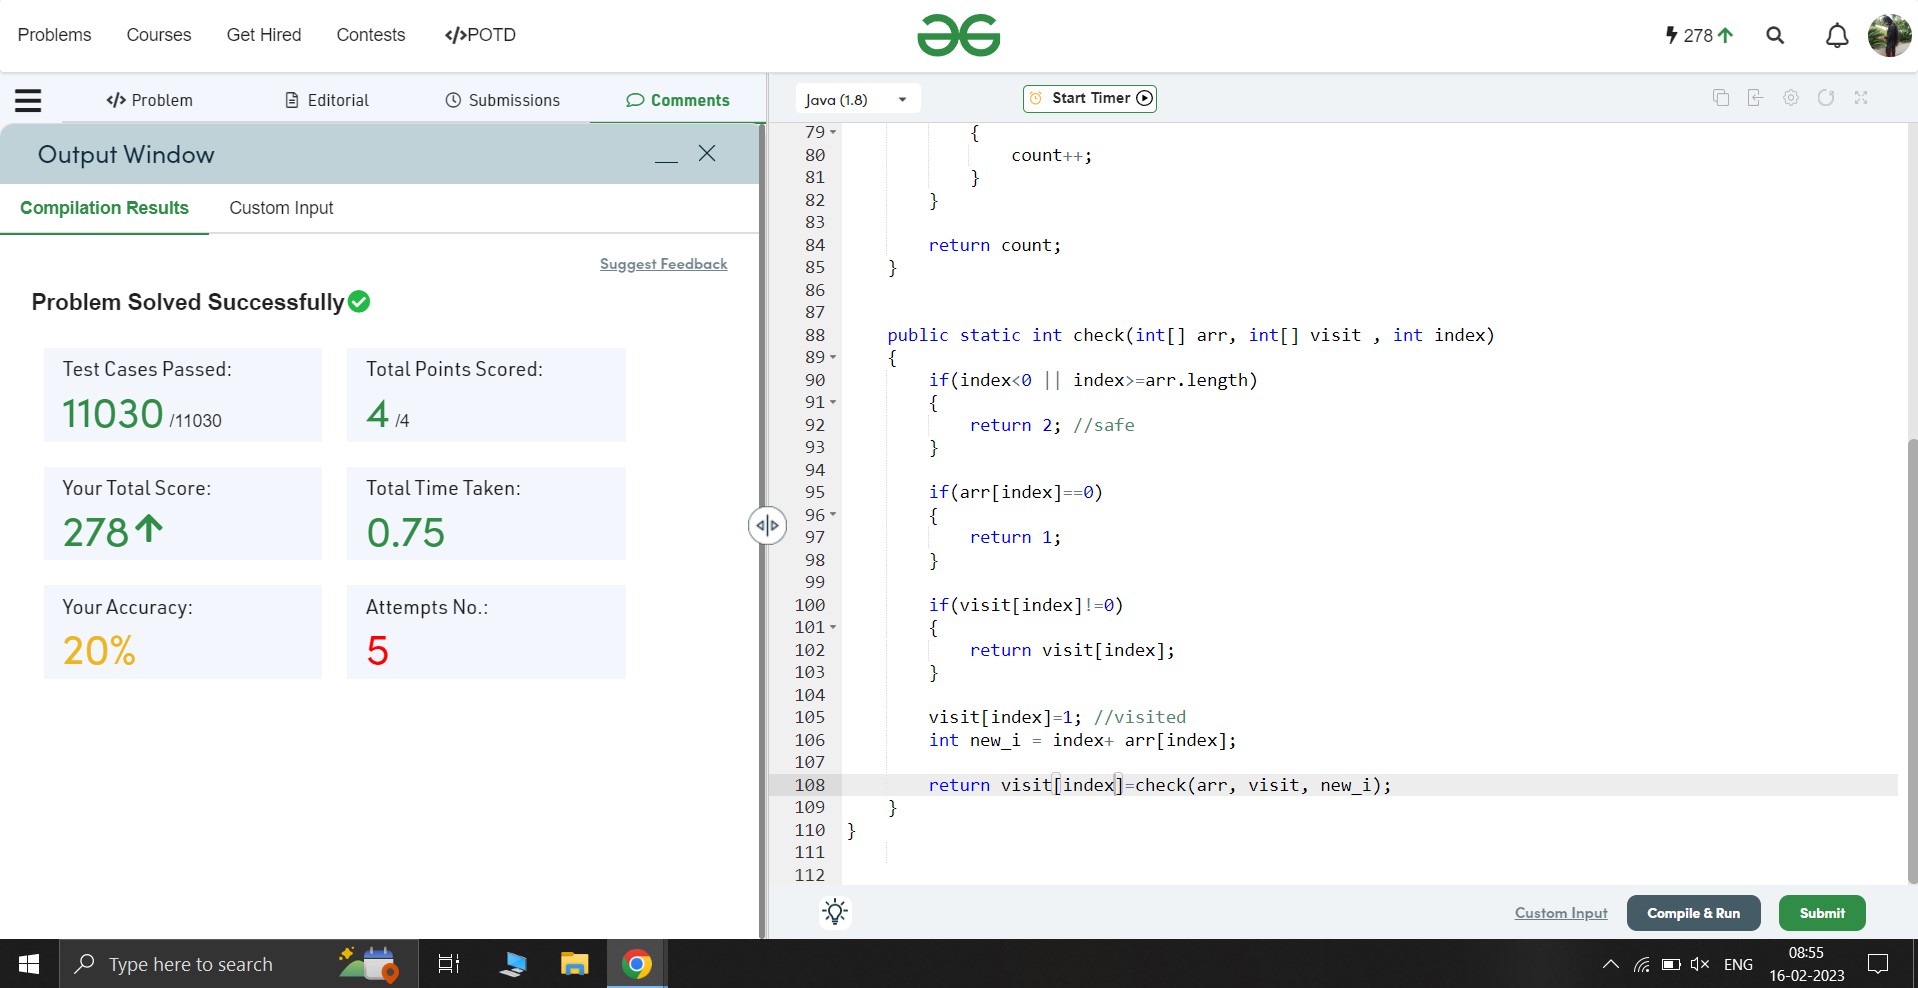 Problems Courses Get Hired Contests </>POTD
278
</> Problem Editorial Submissions Comments
Java (1.8) Start Timer
Output Window
Compilation Results Custom Input
Suggest Feedback
Problem Solved Successfully
Test Cases Passed: Total Points Scored:
11030 /11030 4 /4
Your Total Score: Total Time Taken:
278 0.75
Your Accuracy: Attempts No.:
20% 5
79 {
80 count++;
81 }
82 }
83
84 return count;
85 }
86
87
88 public static int check(int[] arr, int[] visit , int index)
89 {
90 if(index<0 || index>=arr.length)
91 {
92 return 2; //safe
93 }
94
95 if(arr[index]==0)
96 {
97 return 1;
98 }
99
100 if(visit[index]!=0)
101 {
102 return visit[index];
103 }
104
105 visit[index]=1; //visited
106 int new_i = index+ arr[index];
107
108 return visit[index]=check(arr, visit, new_i);
109 }
110 }
111
112
Custom Input Compile & Run Submit
Type here to search
ENG
08:55
16-02-2023